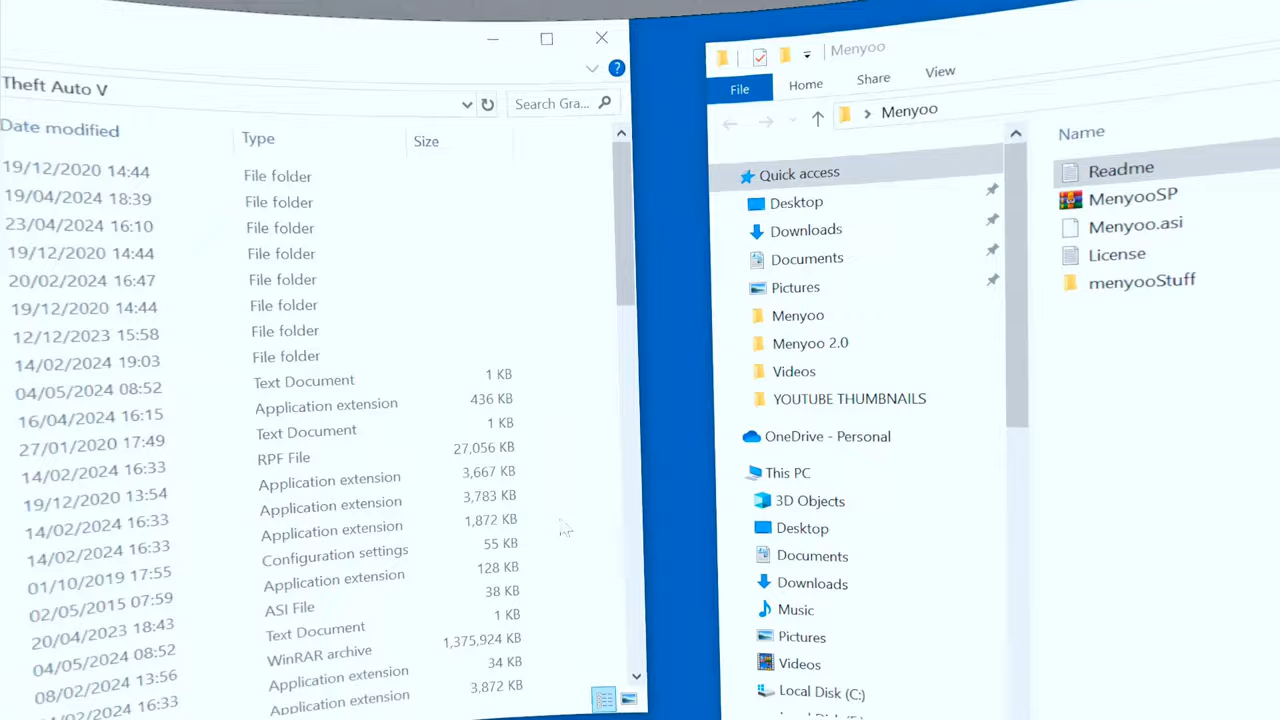 Theft Auto V
Search Gra...
Date modified
Type
Size
19/12/2020 14:44
File folder
19/04/2024 18:39
File folder
23/04/2024 16:10
File folder
19/12/2020 14:44
File folder
20/02/2024 16:47
File folder
19/12/2020 14:44
File folder
12/12/2023 15:58
File folder
14/02/2024 19:03
File folder
04/05/2024 08:52
Text Document
1 KB
16/04/2024 16:15
Application extension
436 KB
27/01/2020 17:49
Text Document
1 KB
14/02/2024 16:33
RPF File
27,056 KB
19/12/2020 13:54
Application extension
3,667 KB
14/02/2024 16:33
Application extension
3,783 KB
14/02/2024 16:33
Application extension
1,872 KB
01/10/2019 17:55
Configuration settings
55 KB
02/05/2015 07:59
Application extension
128 KB
20/04/2023 18:43
ASI File
38 KB
04/05/2024 08:52
Text Document
1 KB
08/02/2024 13:56
WinRAR archive
1,375,924 KB
Application extension
34 KB
Application extension
3,872 KB
Menyoo
File
Home
Share
View
Menyoo
Quick access
Desktop
Downloads
Documents
Pictures
Menyoo
Menyoo 2.0
Videos
YOUTUBE THUMBNAILS
OneDrive - Personal
This PC
3D Objects
Desktop
Documents
Downloads
Music
Pictures
Videos
Local Disk (C:)
Name
Readme
MenyooSP
Menyoo.asi
License
menyooStuff